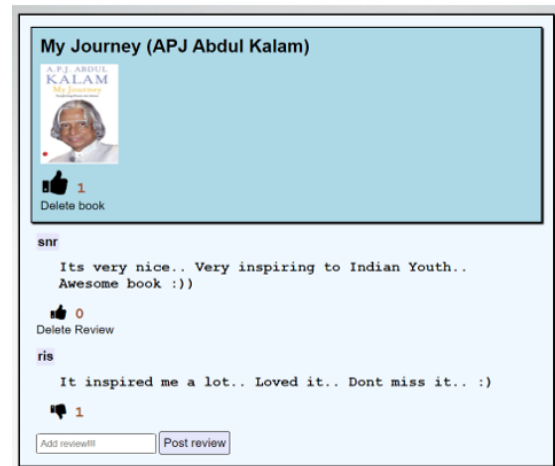 My Journey (APJ Abdul Kalam)
A.P.J. ABDUL
KALAM
My Journey
1
Delete book
snr
Its very nice.. Very inspiring to Indian Youth..
Awesome book :))
0
Delete Review
ris
It inspired me a lot.. Loved it.. Dont miss it.. :)
1
Add review!!! Post review